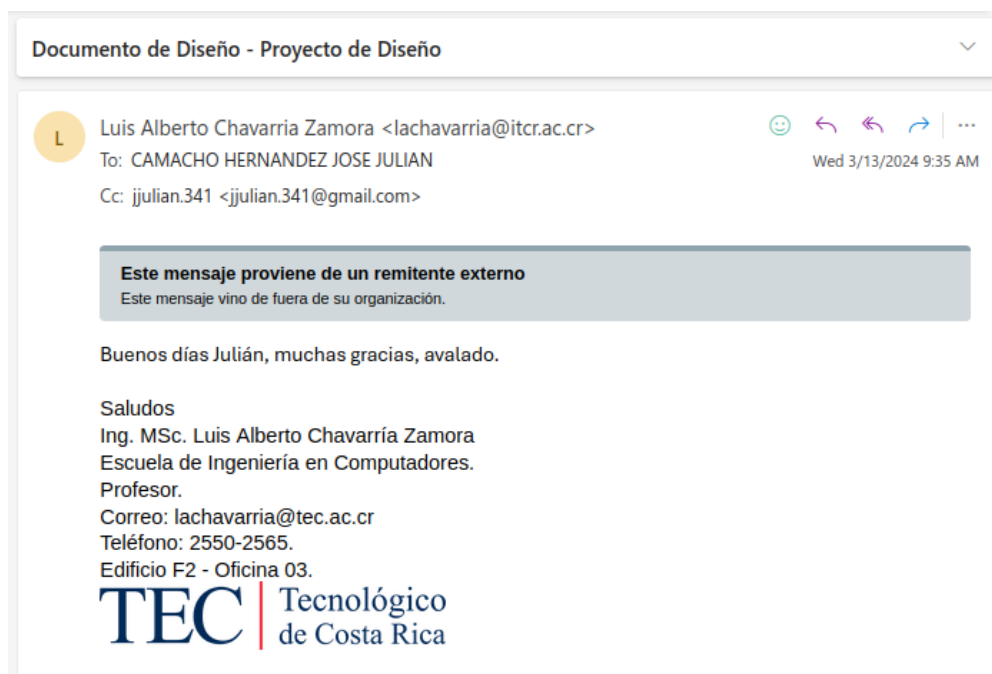 Documento de Diseño - Proyecto de Diseño
L
Luis Alberto Chavarria Zamora <lachavarria@itcr.ac.cr>
To: CAMACHO HERNANDEZ JOSE JULIAN
Wed 3/13/2024 9:35 AM
Cc: jjulian.341 <jjulian.341@gmail.com>
Este mensaje proviene de un remitente externo
Este mensaje vino de fuera de su organización.
Buenos días Julián, muchas gracias, avalado.
Saludos
Ing. MSc. Luis Alberto Chavarría Zamora
Escuela de Ingeniería en Computadores.
Profesor.
Correo: lachavarria@tec.ac.cr
Teléfono: 2550-2565.
Edificio F2 - Oficina 03.
TEC
Tecnológico
de Costa Rica